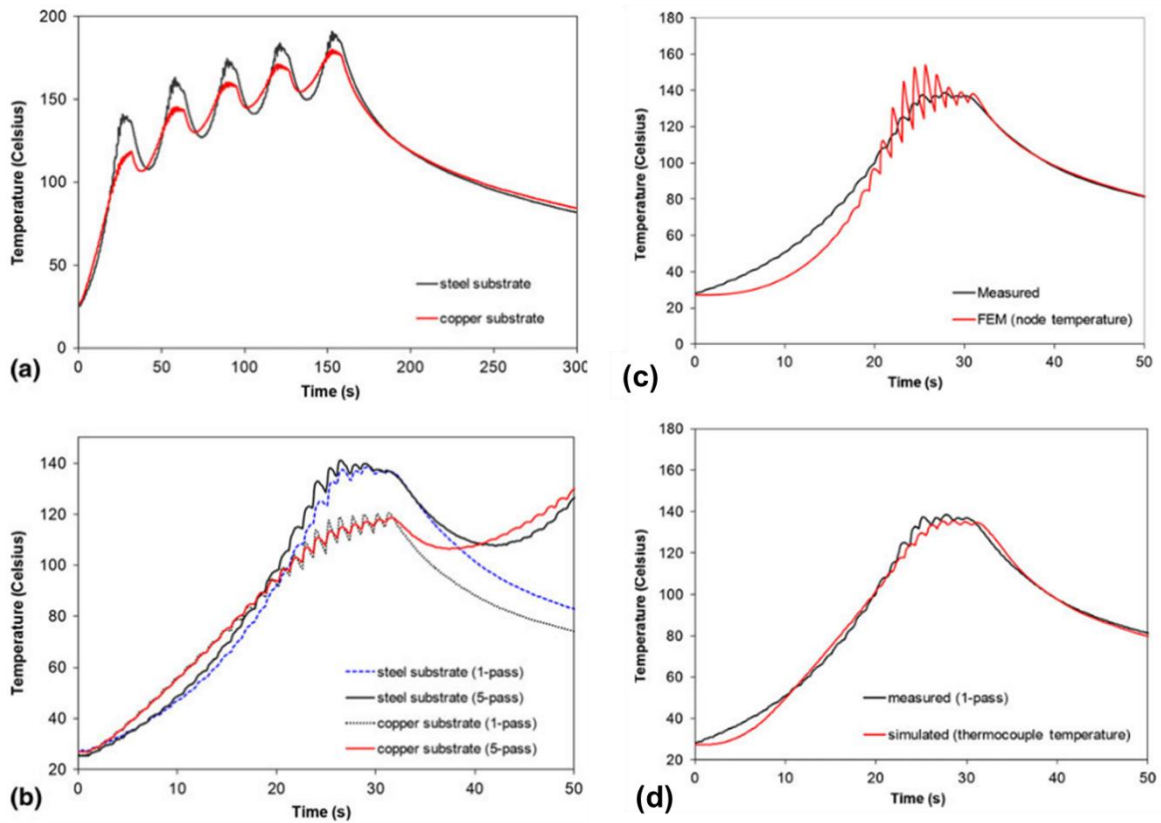 200
150
100
50
0
Temperature (Celsius)
steel substrate
copper substrate
0 50 100 150 200 250 300
Time (s)
(a)
180
160
140
120
100
80
60
40
20
0
Temperature (Celsius)
Measured
FEM (node temperature)
0 10 20 30 40 50
Time (s)
(c)
140
120
100
80
60
40
20
Temperature (Celsius)
steel substrate (1-pass)
steel substrate (5-pass)
copper substrate (1-pass)
copper substrate (5-pass)
0 10 20 30 40 50
Time (s)
(b)
180
160
140
120
100
80
60
40
20
0
Temperature (Celsius)
measured (1-pass)
simulated (thermocouple temperature)
0 10 20 30 40 50
Time (s)
(d)